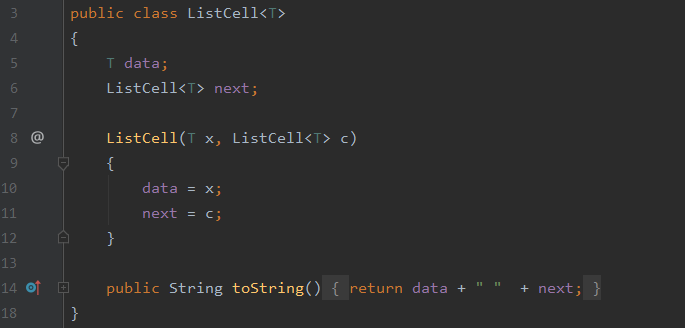 3 public class ListCell<T>
4 {
5     T data;
6     ListCell<T> next;
7
8 @     ListCell(T x, ListCell<T> c)
9     {
10         data = x;
11         next = c;
12     }
13
14     public String toString() { return data + " "  + next; }
18 }